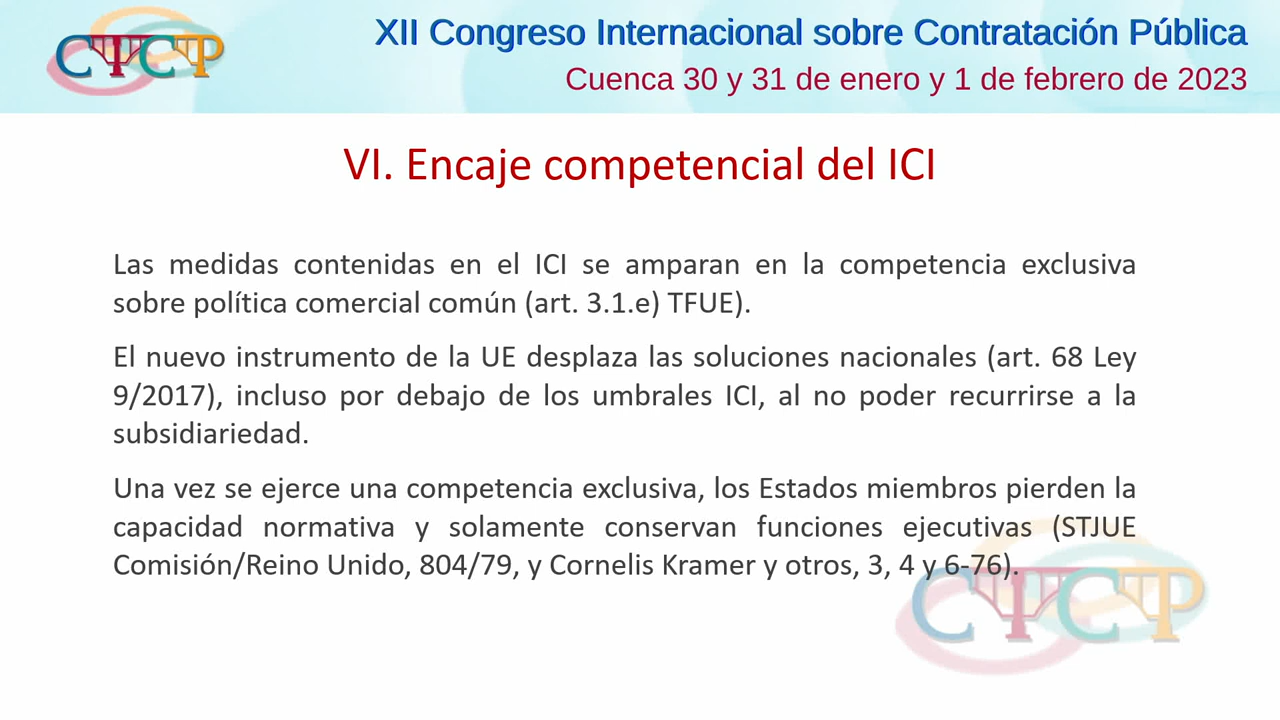 CTCTP
XII Congreso Internacional sobre Contratación Pública
Cuenca 30 y 31 de enero y 1 de febrero de 2023
VI. Encaje competencial del ICI
Las medidas contenidas en el ICI se amparan en la competencia exclusiva
sobre política comercial común (art. 3.1.e) TFUE).
El nuevo instrumento de la UE desplaza las soluciones nacionales (art. 68 Ley
9/2017), incluso por debajo de los umbrales ICI, al no poder recurrirse a la
subsidiariedad.
Una vez se ejerce una competencia exclusiva, los Estados miembros pierden la
capacidad normativa y solamente conservan funciones ejecutivas (STJUE
Comisión/Reino Unido, 804/79, y Cornelis Kramer y otros, 3, 4 y 6-76).
CTCTP